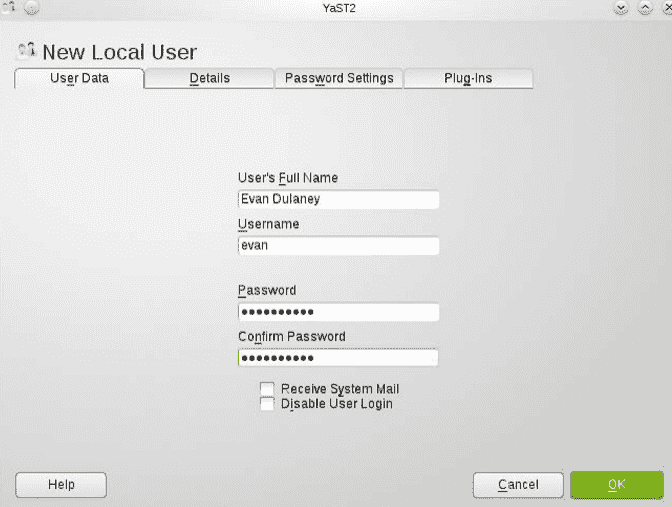 YaST2
New Local User
User Data Details Password Settings Plug-Ins
User's Full Name
Evan Dulaney
Username
evan
Password
●●●●●●●●●●
Confirm Password
●●●●●●●●●●
Receive System Mail
Disable User Login
Help Cancel OK